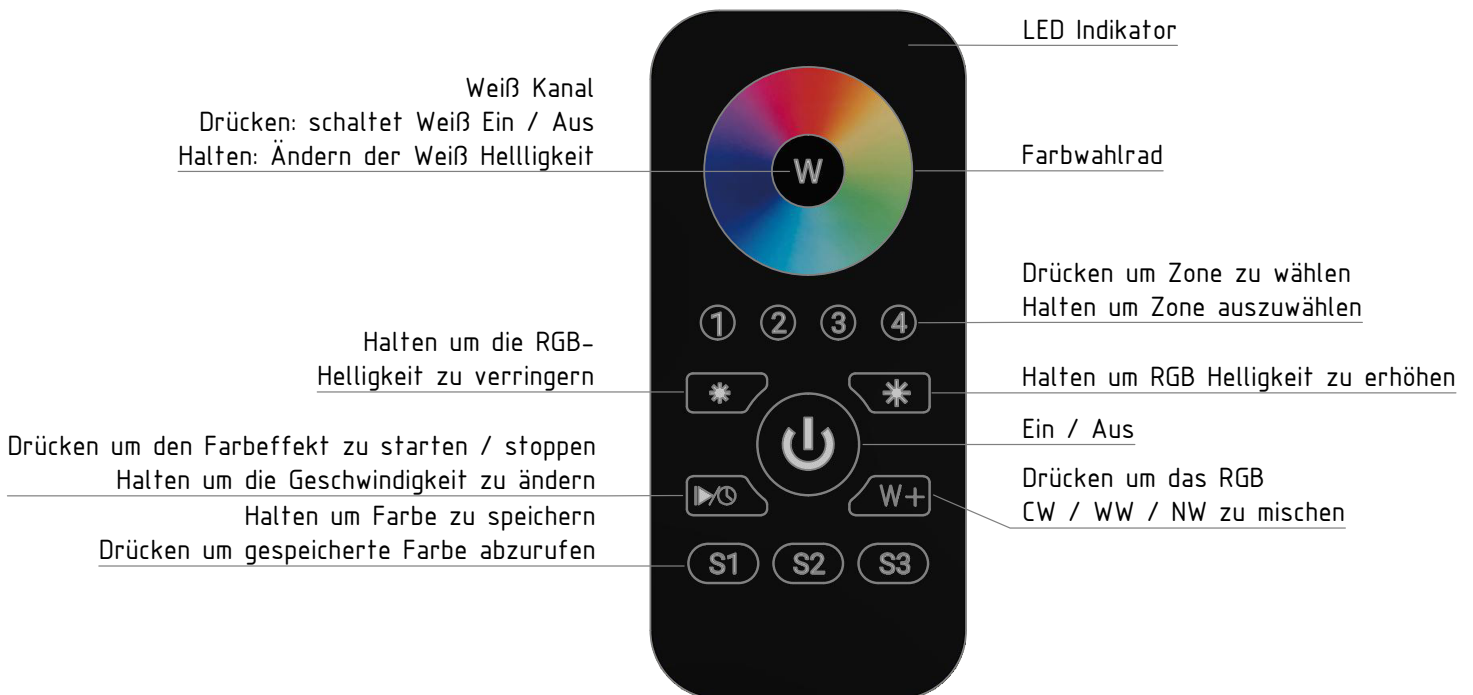 LED Indikator
Weiß Kanal
Drücken: schaltet Weiß Ein / Aus
Halten: Ändern der Weiß Hellligkeit
W
Farbwahlrad
Drücken um Zone zu wählen
Halten um Zone auszuwählen
1 2 3 4
Halten um die RGB-
Helligkeit zu verringern
Halten um RGB Helligkeit zu erhöhen
Ein / Aus
Drücken um den Farbeffekt zu starten / stoppen
Halten um die Geschwindigkeit zu ändern
W+
Drücken um das RGB
CW / WW / NW zu mischen
Halten um Farbe zu speichern
Drücken um gespeicherte Farbe abzurufen
S1 S2 S3